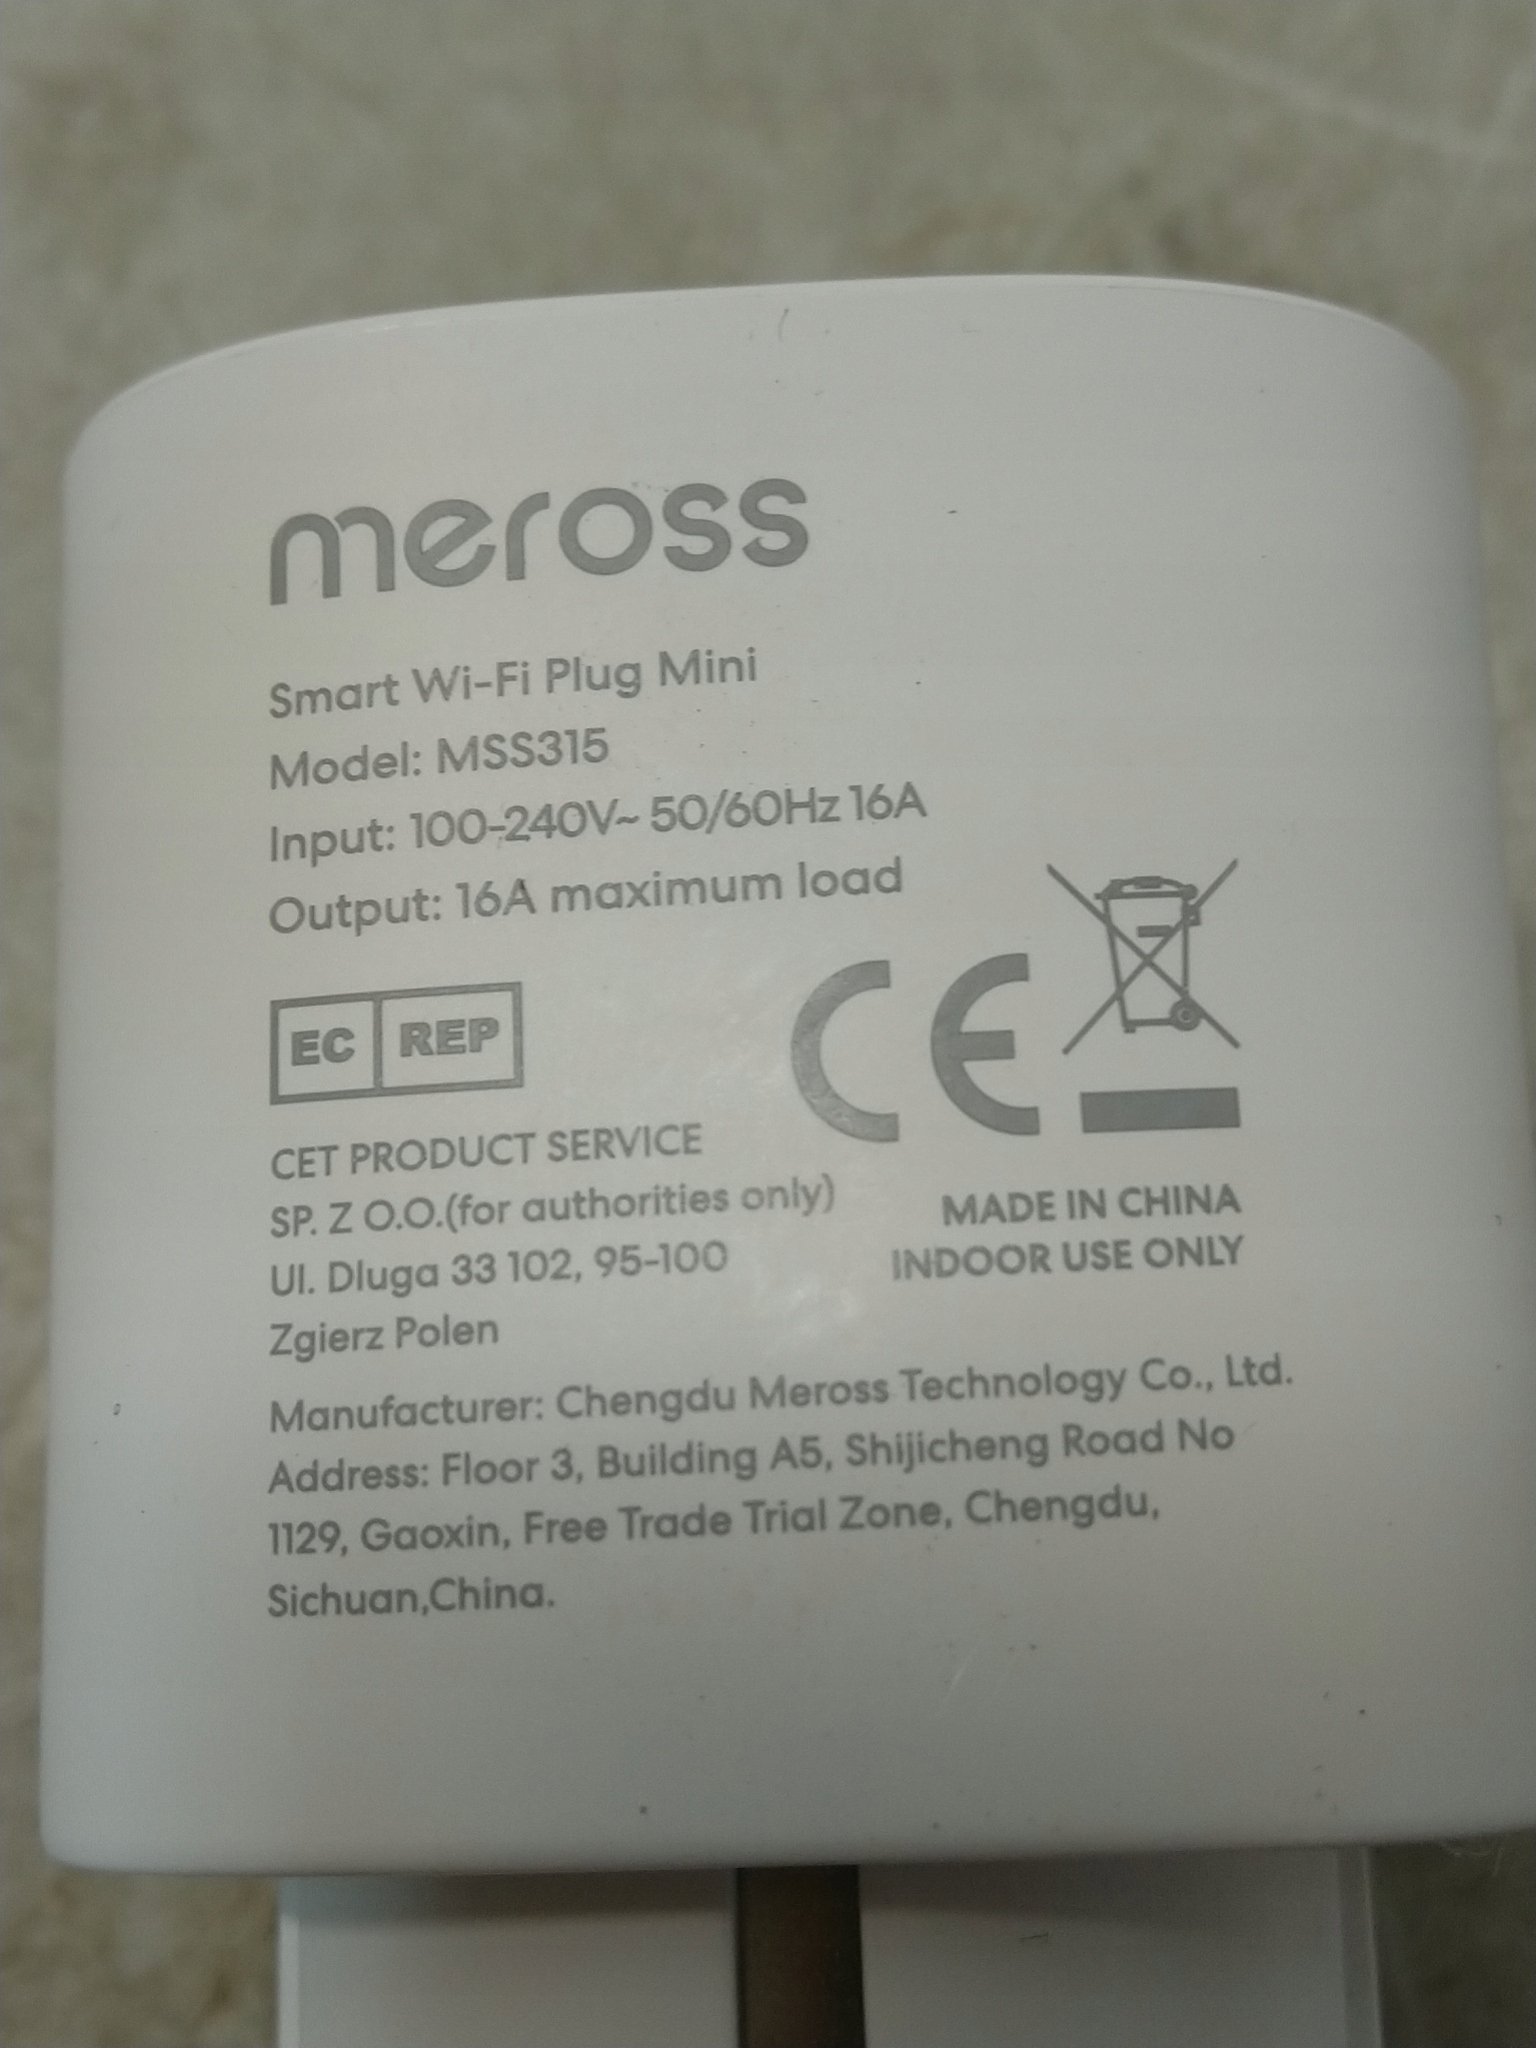 meross
Smart Wi-Fi Plug Mini
Model: MSS315
Input: 100-240V~ 50/60Hz 16A
Output: 16A maximum load
EC REP
CE
CET PRODUCT SERVICE
SP. Z O.O.(for authorities only)
Ul. Dluga 33 102, 95-100
Zgierz Polen
MADE IN CHINA
INDOOR USE ONLY
Manufacturer: Chengdu Meross Technology Co., Ltd.
Address: Floor 3, Building A5, Shijicheng Road No
1129, Gaoxin, Free Trade Trial Zone, Chengdu,
Sichuan,China.